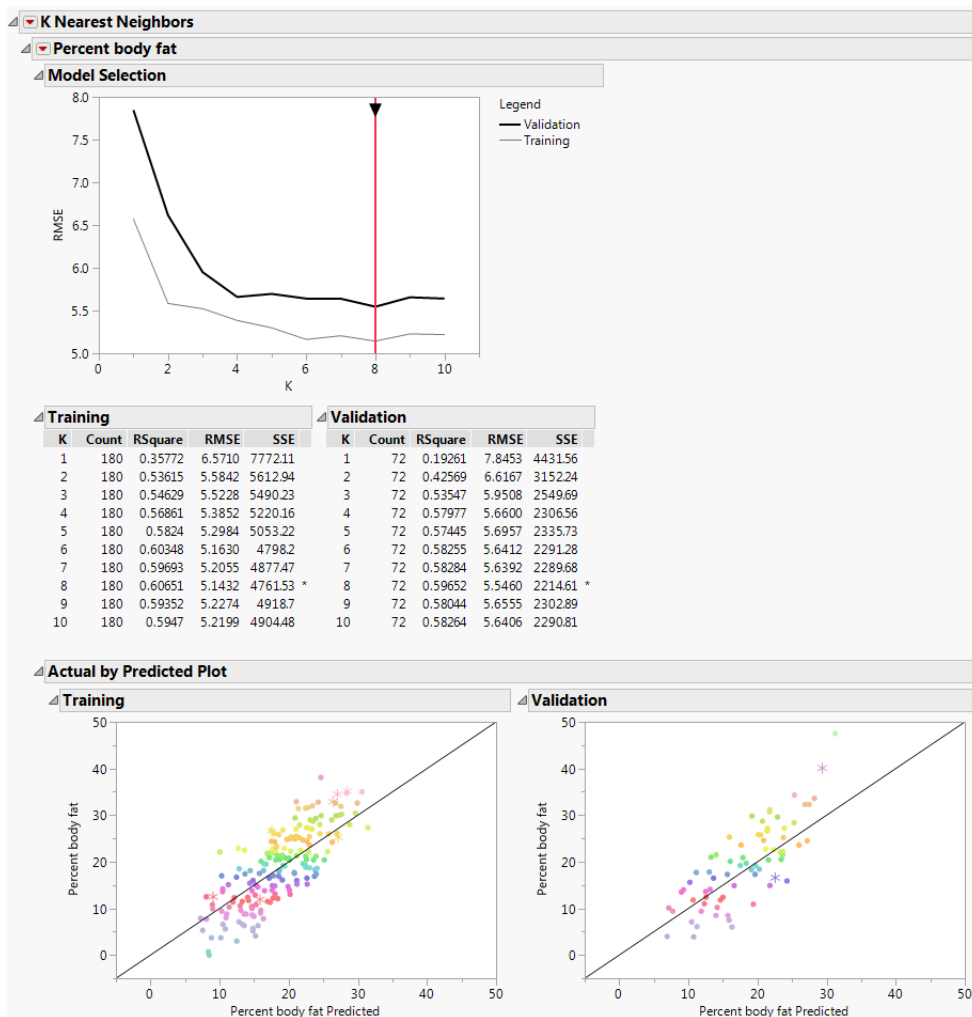 K Nearest Neighbors
Percent body fat
Model Selection
8.0
7.5
7.0
6.5
6.0
5.5
5.0
RMSE
0 2 4 6 8 10
K
Legend
Validation
Training
Training
K Count RSquare RMSE SSE
1 180 0.35772 6.5710 7772.11
2 180 0.53615 5.5842 5612.94
3 180 0.54629 5.5228 5490.23
4 180 0.56861 5.3852 5220.16
5 180 0.5824 5.2984 5053.22
6 180 0.60348 5.1630 4798.2
7 180 0.59693 5.2055 4877.47
8 180 0.60651 5.1432 4761.53 *
9 180 0.59352 5.2274 4918.7
10 180 0.5947 5.2199 4904.48
Validation
K Count RSquare RMSE SSE
1 72 0.19261 7.8453 4431.56
2 72 0.42569 6.6167 3152.24
3 72 0.53547 5.9508 2549.69
4 72 0.57977 5.6600 2306.56
5 72 0.57445 5.6957 2335.73
6 72 0.58255 5.6412 2291.28
7 72 0.58284 5.6392 2289.68
8 72 0.59652 5.5460 2214.61 *
9 72 0.58044 5.6555 2302.89
10 72 0.58264 5.6406 2290.81
Actual by Predicted Plot
Training
50
40
30
20
10
0
Percent body fat
0 10 20 30 40 50
Percent body fat Predicted
Validation
50
40
30
20
10
0
Percent body fat
0 10 20 30 40 50
Percent body fat Predicted